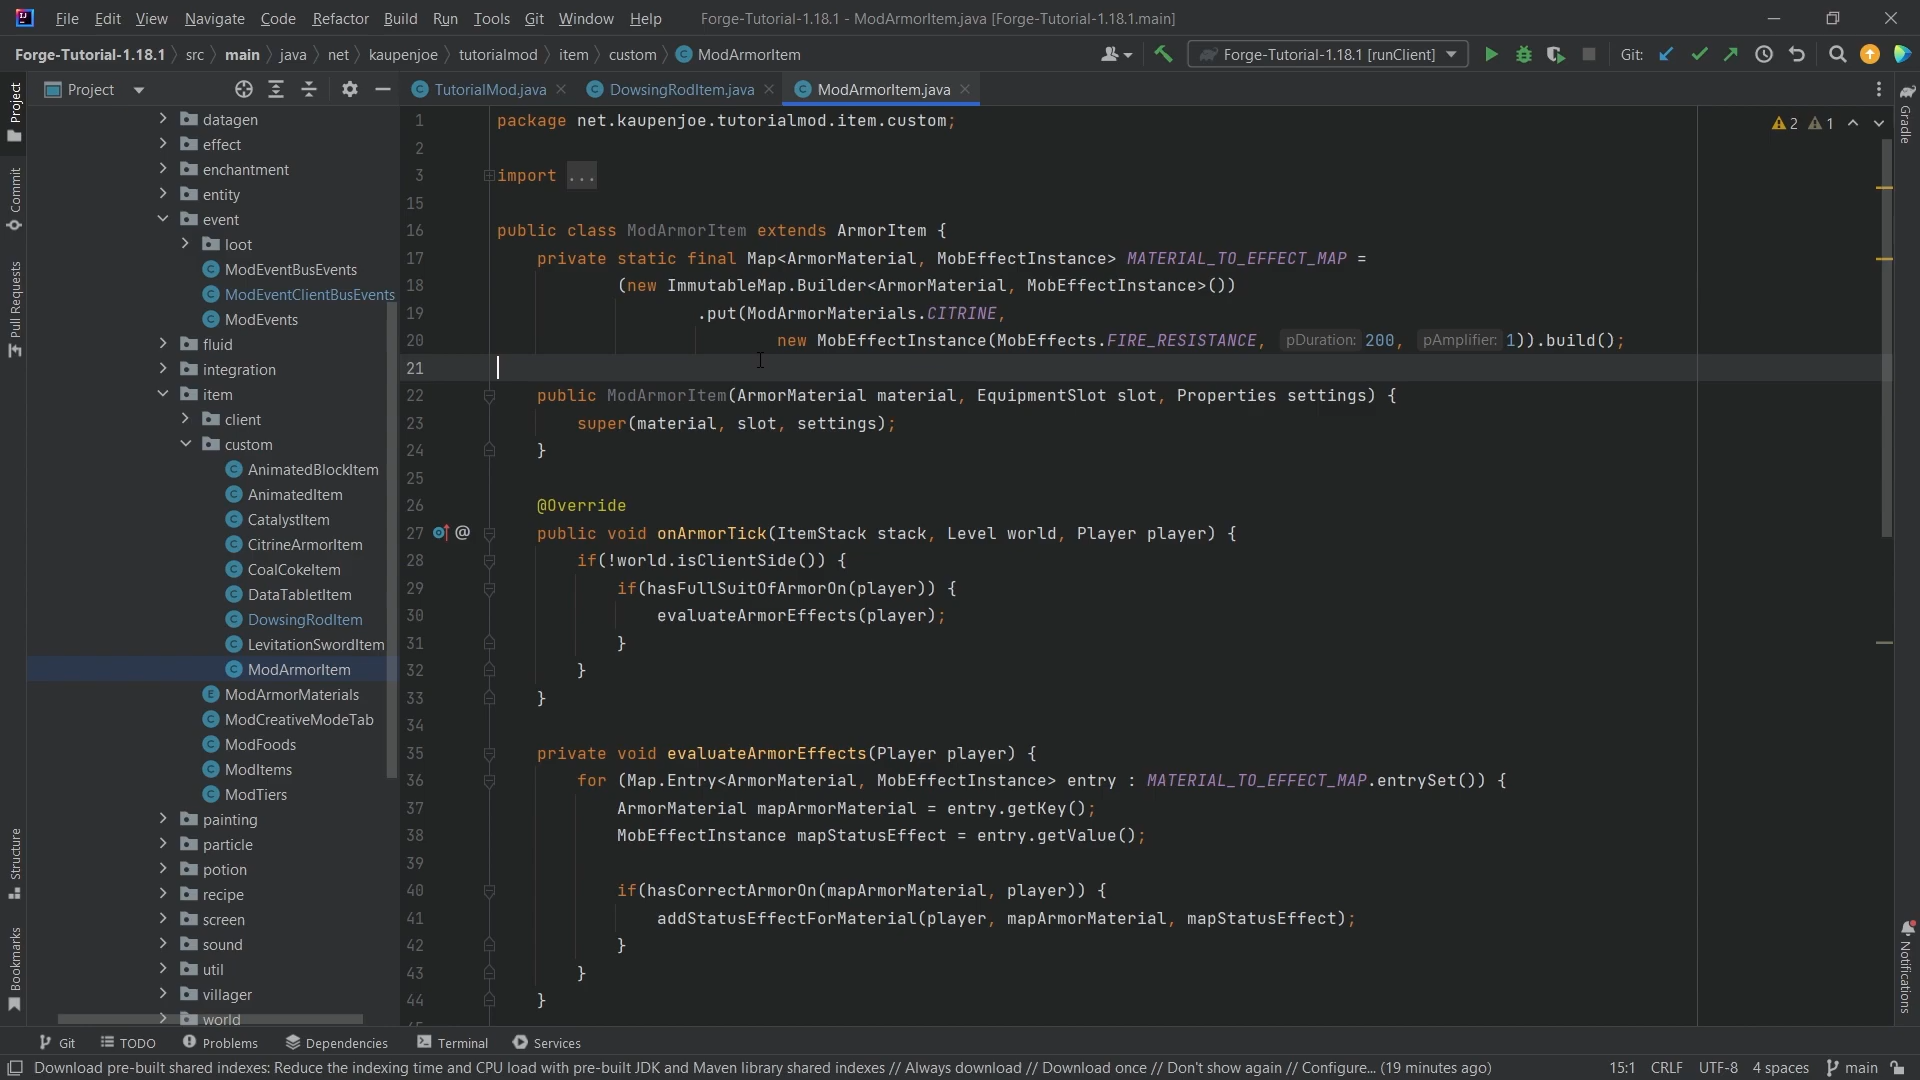 File Edit View Navigate Code Refactor Build Run Tools Git Window Help Forge-Tutorial-1.18.1 - ModArmorItem.java [Forge-Tutorial-1.18.1.main]
Forge-Tutorial-1.18.1 src main java net kaupenjoe tutorialmod item custom ModArmorItem Forge-Tutorial-1.18.1 [runClient] Git:
Project TutorialMod.java DowsingRodItem.java ModArmorItem.java
Project
Commit
Pull Requests
Structure
Bookmarks
datagen
effect
enchantment
entity
event
loot
ModEventBusEvents
ModEventClientBusEvents
ModEvents
fluid
integration
item
client
custom
AnimatedBlockItem
AnimatedItem
CatalystItem
CitrineArmorItem
CoalCokeItem
DataTabletItem
DowsingRodItem
LevitationSwordItem
ModArmorItem
ModArmorMaterials
ModCreativeModeTab
ModFoods
ModItems
ModTiers
painting
particle
potion
recipe
screen
sound
util
villager
world
1 package net.kaupenjoe.tutorialmod.item.custom;
2
3 import ...
15
16 public class ModArmorItem extends ArmorItem {
17 private static final Map<ArmorMaterial, MobEffectInstance> MATERIAL_TO_EFFECT_MAP =
18 (new ImmutableMap.Builder<ArmorMaterial, MobEffectInstance>())
19 .put(ModArmorMaterials.CITRINE,
20 new MobEffectInstance(MobEffects.FIRE_RESISTANCE, pDuration: 200, pAmplifier: 1)).build();
21
22 public ModArmorItem(ArmorMaterial material, EquipmentSlot slot, Properties settings) {
23 super(material, slot, settings);
24 }
25
26 @Override
27 @ public void onArmorTick(ItemStack stack, Level world, Player player) {
28 if(!world.isClientSide()) {
29 if(hasFullSuitOfArmorOn(player)) {
30 evaluateArmorEffects(player);
31 }
32 }
33 }
34
35 private void evaluateArmorEffects(Player player) {
36 for (Map.Entry<ArmorMaterial, MobEffectInstance> entry : MATERIAL_TO_EFFECT_MAP.entrySet()) {
37 ArmorMaterial mapArmorMaterial = entry.getKey();
38 MobEffectInstance mapStatusEffect = entry.getValue();
39
40 if(hasCorrectArmorOn(mapArmorMaterial, player)) {
41 addStatusEffectForMaterial(player, mapArmorMaterial, mapStatusEffect);
42 }
43 }
44 }
2 1
Gradle
Notifications
Git TODO Problems Dependencies Terminal Services
Download pre-built shared indexes: Reduce the indexing time and CPU load with pre-built JDK and Maven library shared indexes // Always download // Download once // Don't show again // Configure... (19 minutes ago) 15:1 CRLF UTF-8 4 spaces main